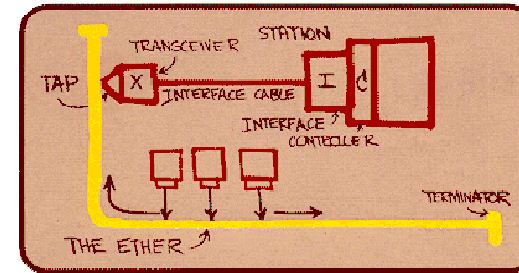 STATION
TRANSCEIVER
TAP
X
I
C
INTERFACE CABLE
INTERFACE
CONTROLLER
TERMINATOR
THE ETHER